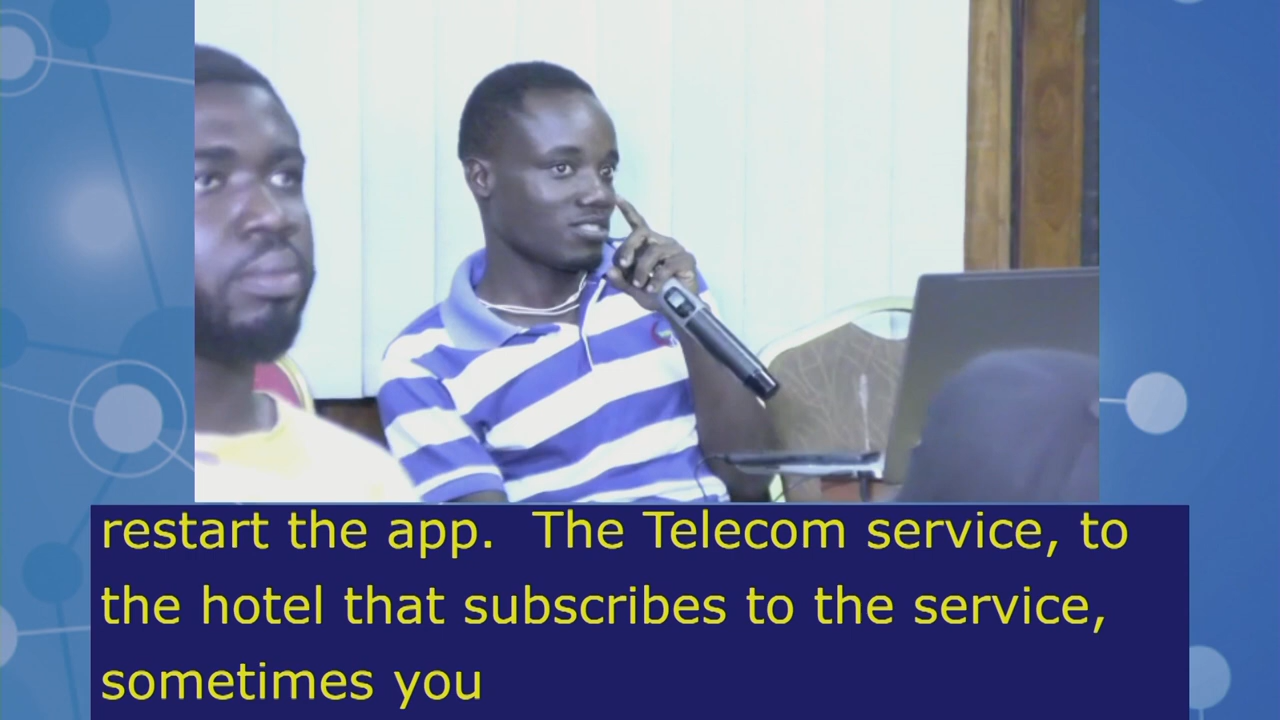 restart the app.  The Telecom service, to
the hotel that subscribes to the service,
sometimes you